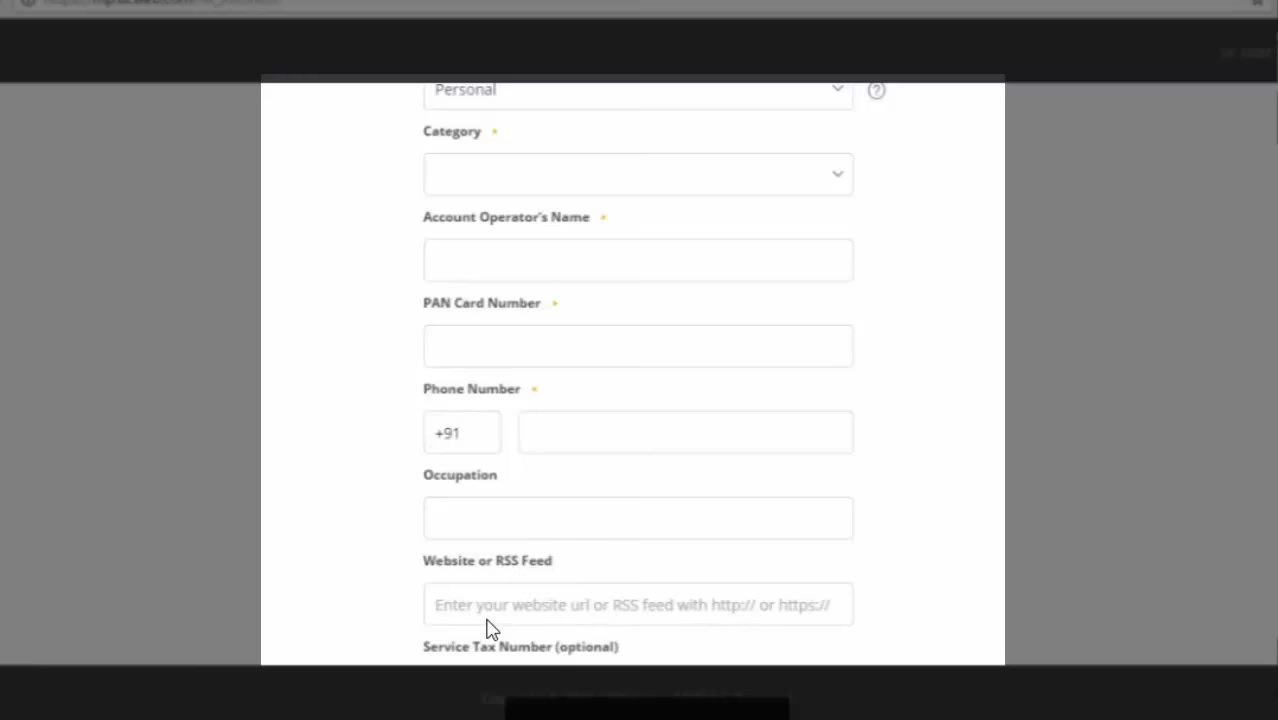 Personal
Category *
Account Operator's Name *
PAN Card Number *
Phone Number *
+91
Occupation
Website or RSS Feed
Enter your website url or RSS feed with http:// or https://
Service Tax Number (optional)